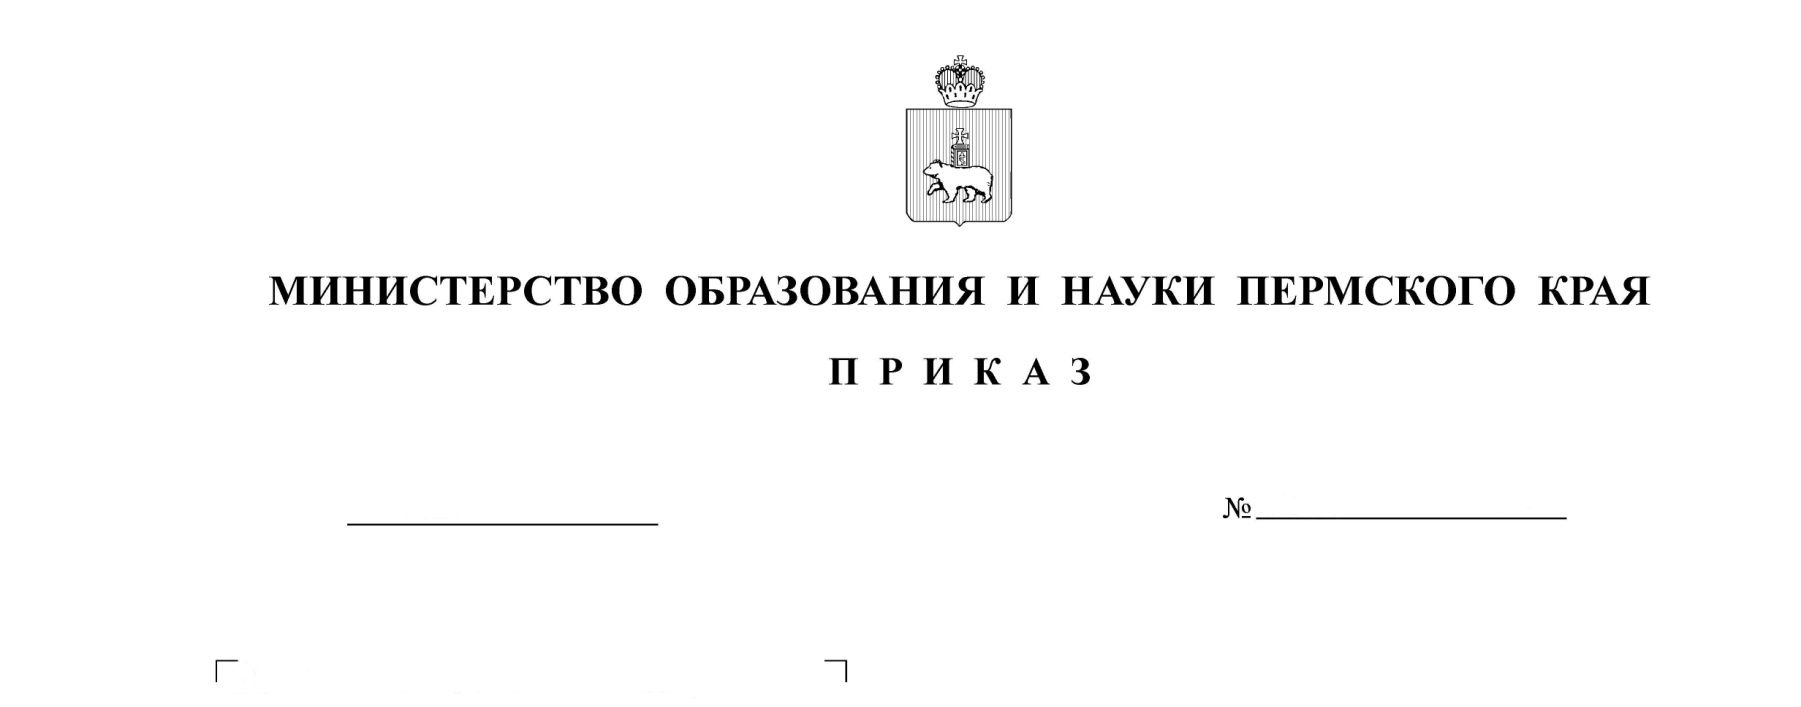 МИНИСТЕРСТВО ОБРАЗОВАНИЯ И НАУКИ ПЕРМСКОГО КРАЯ
П Р И К А З
№